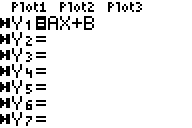 Plot1 Plot2 Plot3
\Y₁=AX+B
\Y₂=
\Y₃=
\Y₄=
\Y₅=
\Y₆=
\Y₇=